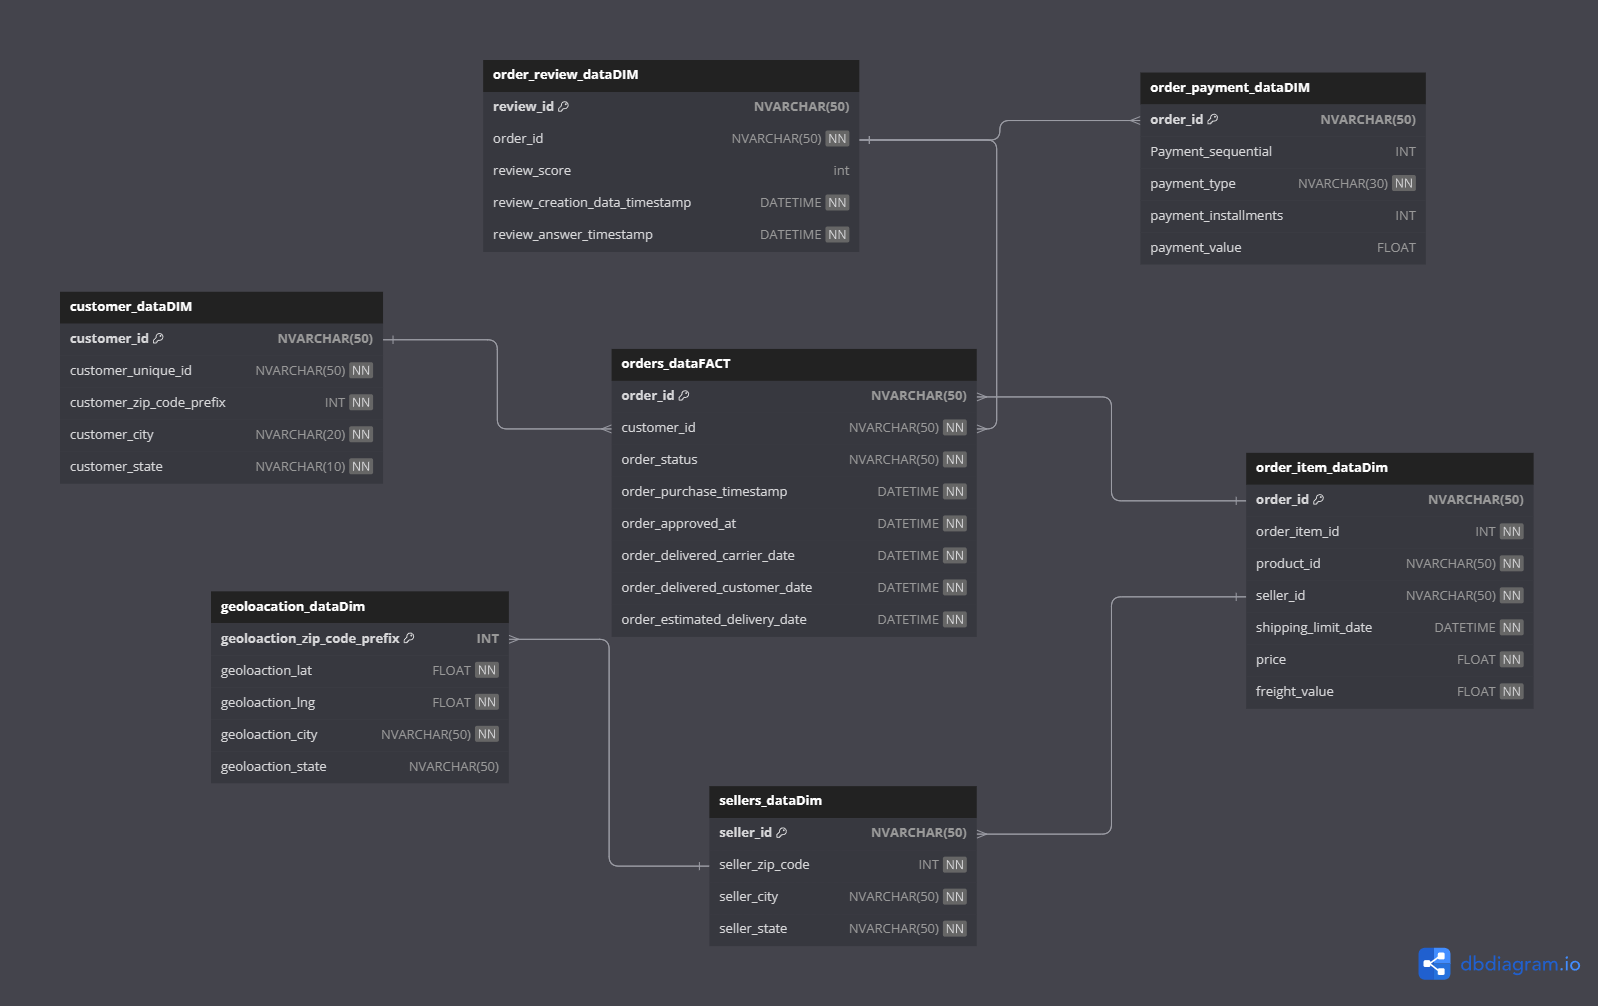 order_review_dataDIM
review_id NVARCHAR(50)
order_id NVARCHAR(50) NN
review_score int
review_creation_data_timestamp DATETIME NN
review_answer_timestamp DATETIME NN
order_payment_dataDIM
order_id NVARCHAR(50)
Payment_sequential INT
payment_type NVARCHAR(30) NN
payment_installments INT
payment_value FLOAT
customer_dataDIM
customer_id NVARCHAR(50)
customer_unique_id NVARCHAR(50) NN
customer_zip_code_prefix INT NN
customer_city NVARCHAR(20) NN
customer_state NVARCHAR(10) NN
orders_dataFACT
order_id NVARCHAR(50)
customer_id NVARCHAR(50) NN
order_status NVARCHAR(50) NN
order_purchase_timestamp DATETIME NN
order_approved_at DATETIME NN
order_delivered_carrier_date DATETIME NN
order_delivered_customer_date DATETIME NN
order_estimated_delivery_date DATETIME NN
order_item_dataDim
order_id NVARCHAR(50)
order_item_id INT NN
product_id NVARCHAR(50) NN
seller_id NVARCHAR(50) NN
shipping_limit_date DATETIME NN
price FLOAT NN
freight_value FLOAT NN
geoloacation_dataDim
geoloaction_zip_code_prefix INT
geoloaction_lat FLOAT NN
geoloaction_lng FLOAT NN
geoloaction_city NVARCHAR(50) NN
geoloaction_state NVARCHAR(50)
sellers_dataDim
seller_id NVARCHAR(50)
seller_zip_code INT NN
seller_city NVARCHAR(50) NN
seller_state NVARCHAR(50) NN
dbdiagram.io